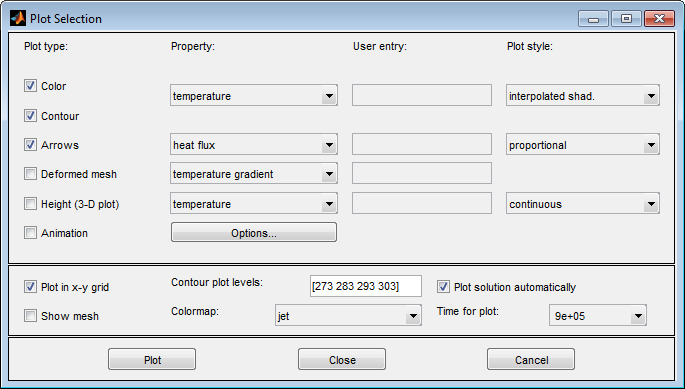 Plot Selection
Plot type: Property: User entry: Plot style:
Color
temperature interpolated shad.
Contour
Arrows heat flux proportional
Deformed mesh temperature gradient
Height (3-D plot) temperature continuous
Animation Options...
Plot in x-y grid Contour plot levels: [273 283 293 303] Plot solution automatically
Show mesh Colormap: jet Time for plot: 9e+05
Plot Close Cancel